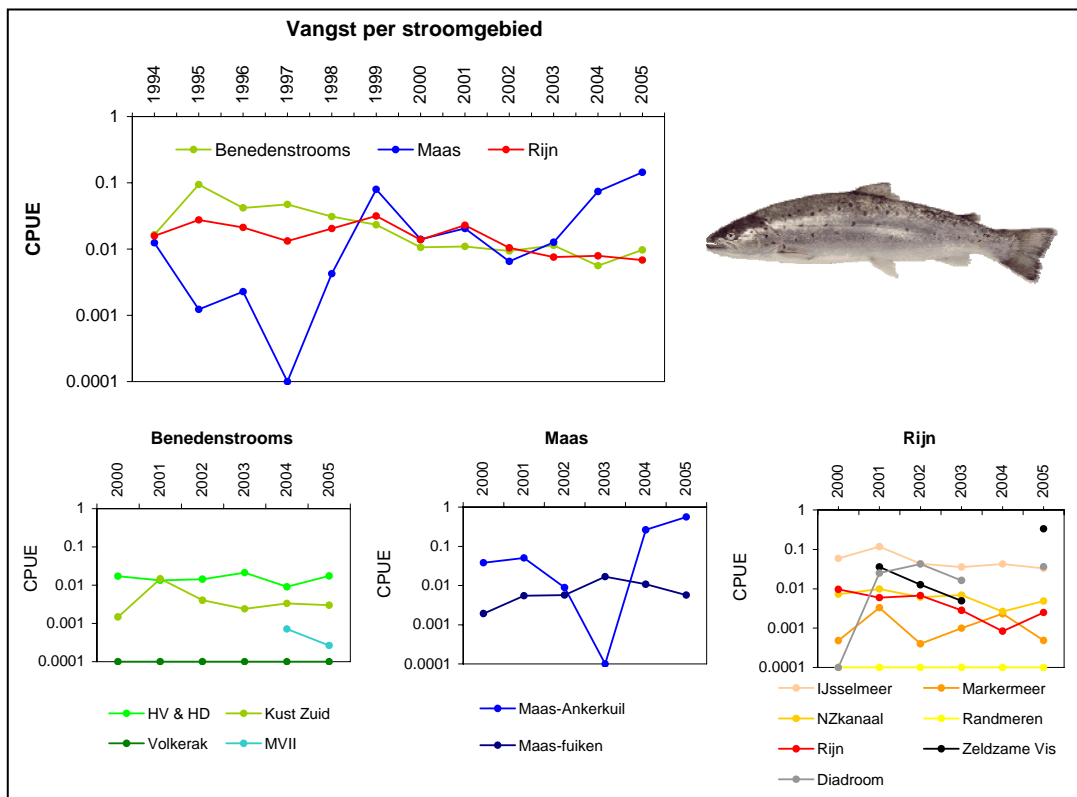 Vangst per stroomgebied
1994 1995 1996 1997 1998 1999 2000 2001 2002 2003 2004 2005
CPUE
1
0.1
0.01
0.001
0.0001
Benedenstrooms Maas Rijn
Benedenstrooms
2000 2001 2002 2003 2004 2005
CPUE
1
0.1
0.01
0.001
0.0001
HV & HD Kust Zuid
Volkerak MVII
Maas
2000 2001 2002 2003 2004 2005
CPUE
1
0.1
0.01
0.001
0.0001
Maas-Ankerkuil
Maas-fuiken
Rijn
2000 2001 2002 2003 2004 2005
CPUE
1
0.1
0.01
0.001
0.0001
IJsselmeer Markermeer
NZkanaal Randmeren
Rijn Zeldzame Vis
Diadroom